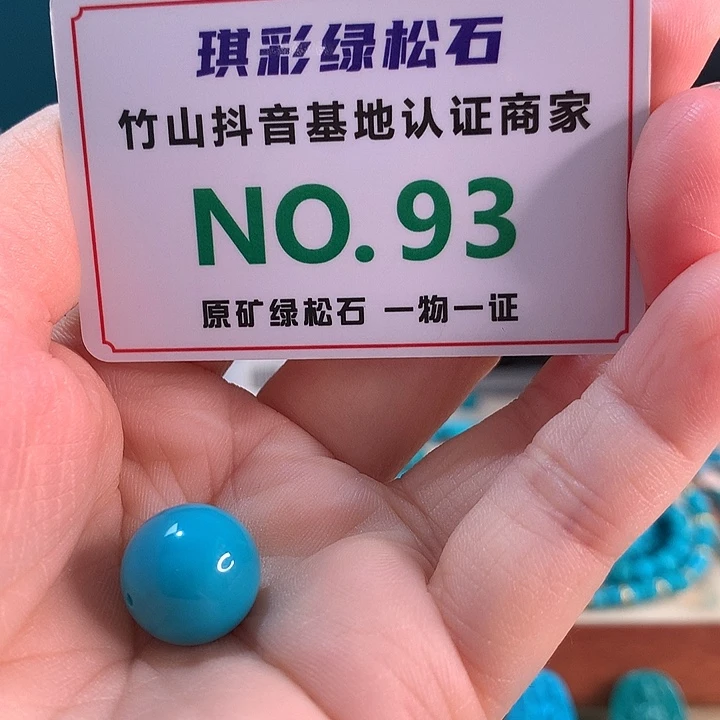 琪彩绿松石
竹山抖音基地认证商家
NO.93
原矿绿松石 一物一证